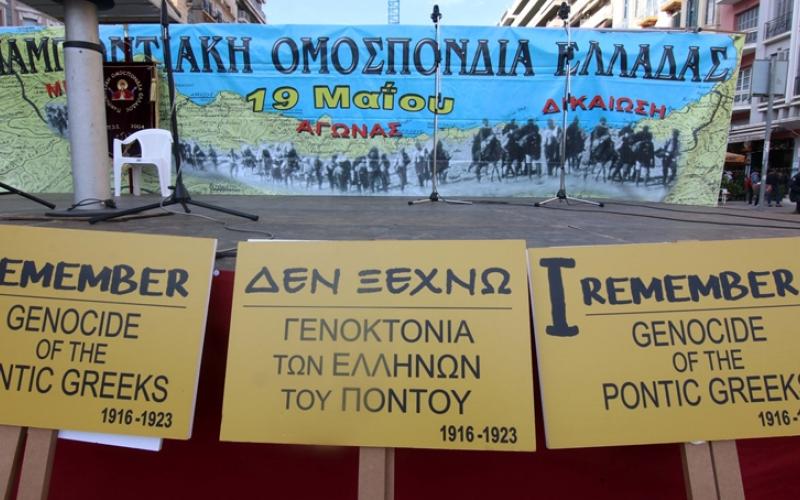 ΟΜΟΣΠΟΝΔΙΑ ΕΛΛΑΔΑΣ
19 Μαΐου
ΑΓΩΝΑΣ
ΔΙΚΑΙΩΣΗ
EMEMBER
GENOCIDE
OF THE
NTIC GREEKS
1916-1923
ΔΕΝ ΞΕΧΝΩ
ΓΕΝΟΚΤΟΝΙΑ
ΤΩΝ ΕΛΛΗΝΩΝ
ΤΟΥ ΠΟΝΤΟΥ
1916-1923
I REMEMBER
GENOCIDE
OF THE
PONTIC GREEKS
1916-